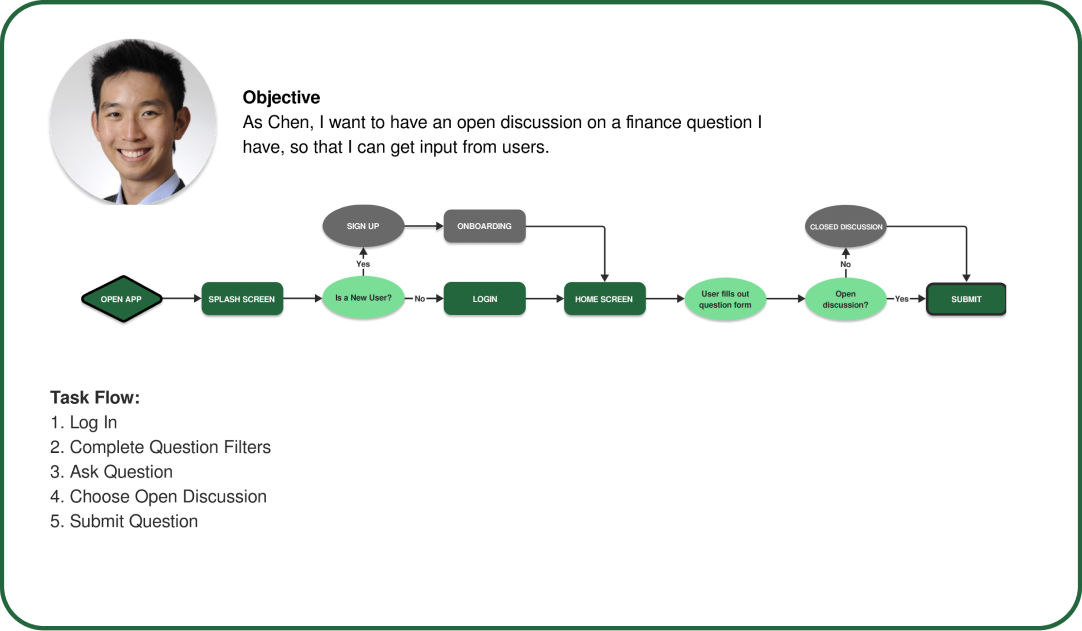 Objective
As Chen, I want to have an open discussion on a finance question I
have, so that I can get input from users.
SIGN UP
ONBOARDING
CLOSED DISCUSSION
Yes
No
OPEN APP
SPLASH SCREEN
Is a New User?
No
LOGIN
HOME SCREEN
User fills out
question form
Open
discussion?
Yes
SUBMIT
Task Flow:
1. Log In
2. Complete Question Filters
3. Ask Question
4. Choose Open Discussion
5. Submit Question